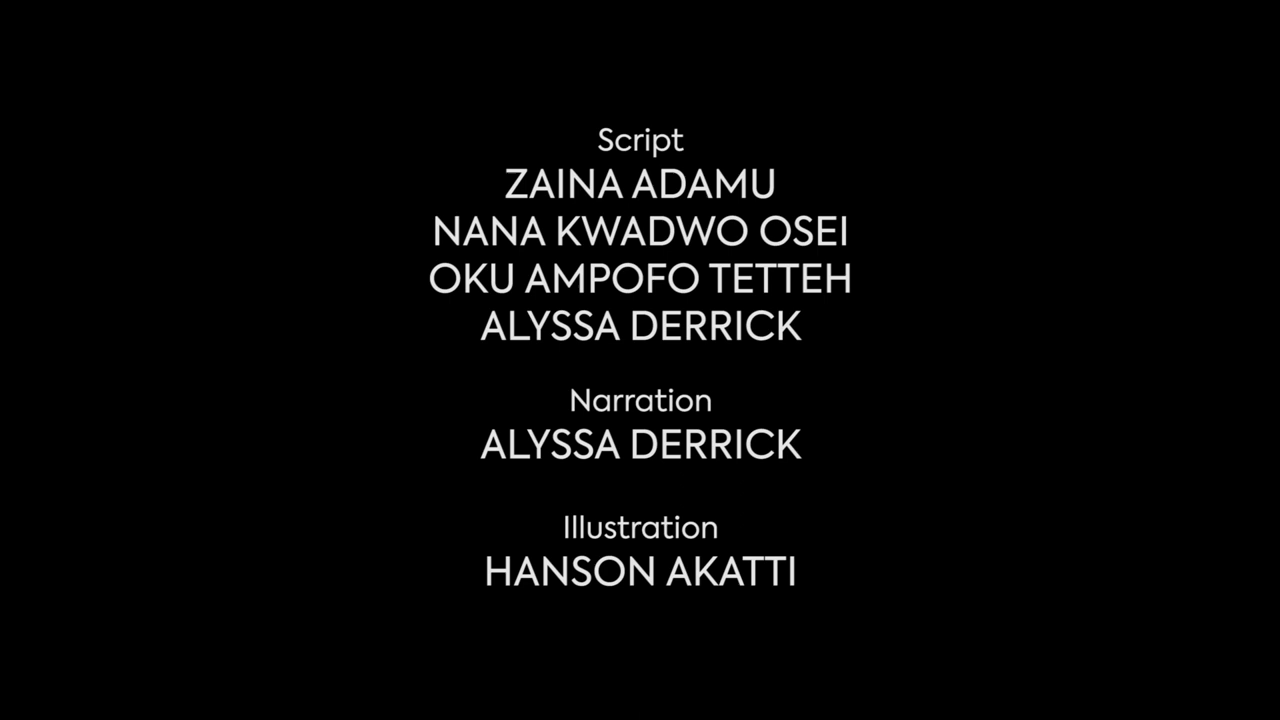 Script
ZAINA ADAMU
NANA KWADWO OSEI
OKU AMPOFO TETTEH
ALYSSA DERRICK
Narration
ALYSSA DERRICK
Illustration
HANSON AKATTI